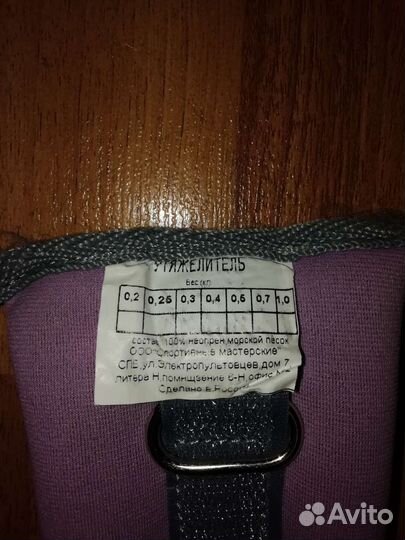 УТЯЖЕЛИТЕЛЬ
Вес (кг)
0,2 0,25 0,3 0,4 0,5 0,7 1,0
состав 100% неопрен морской песок
ООО Спортивные мастерские
СПБ ул Электропультовцев дом 7
литера Н помищзение 6-Н офис
Сделано в России
Avito